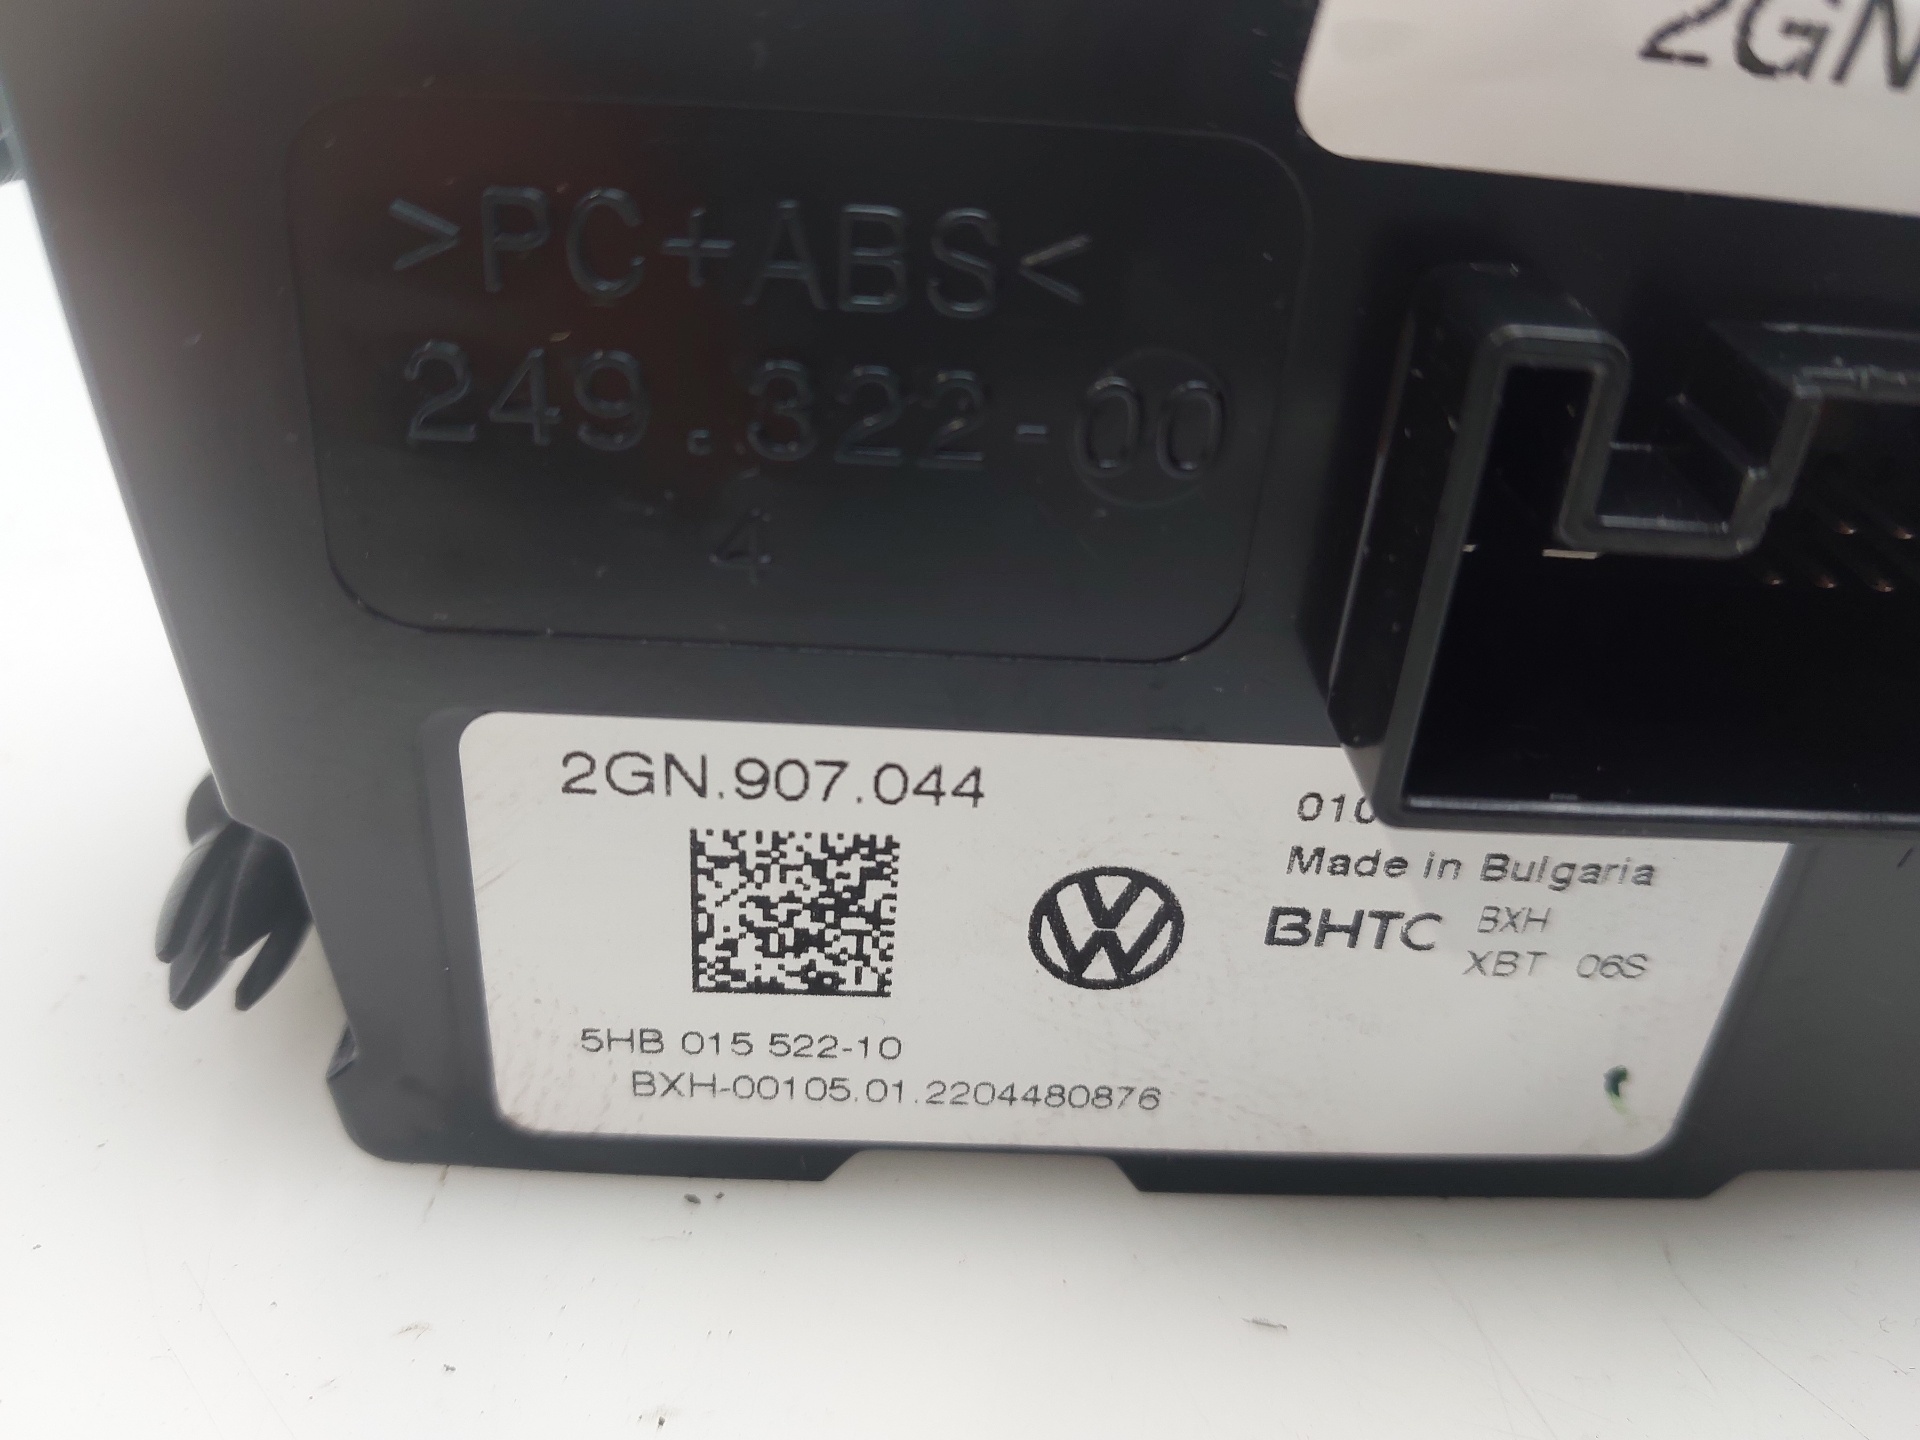 2GN
>PC+ABS<
249.322-00
4
2GN.907.044
010
Made in Bulgaria
BHTC BXH
XBT 06S
5HB 015 522-10
BXH-00105.01.2204480876